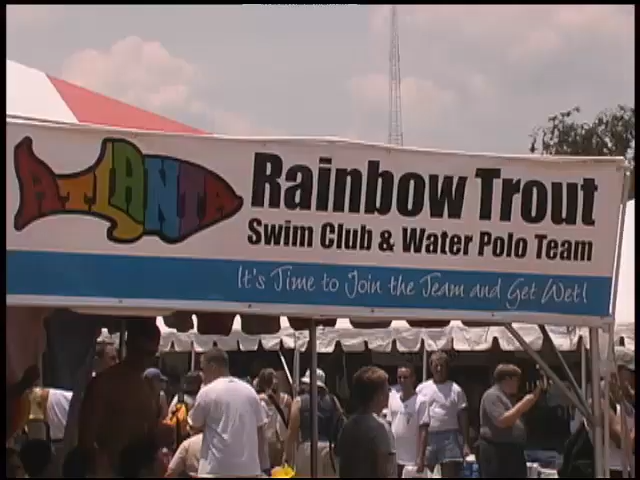 ATLANTA
Rainbow Trout
Swim Club & Water Polo Team
It's Time to Join the Team and Get Wet!